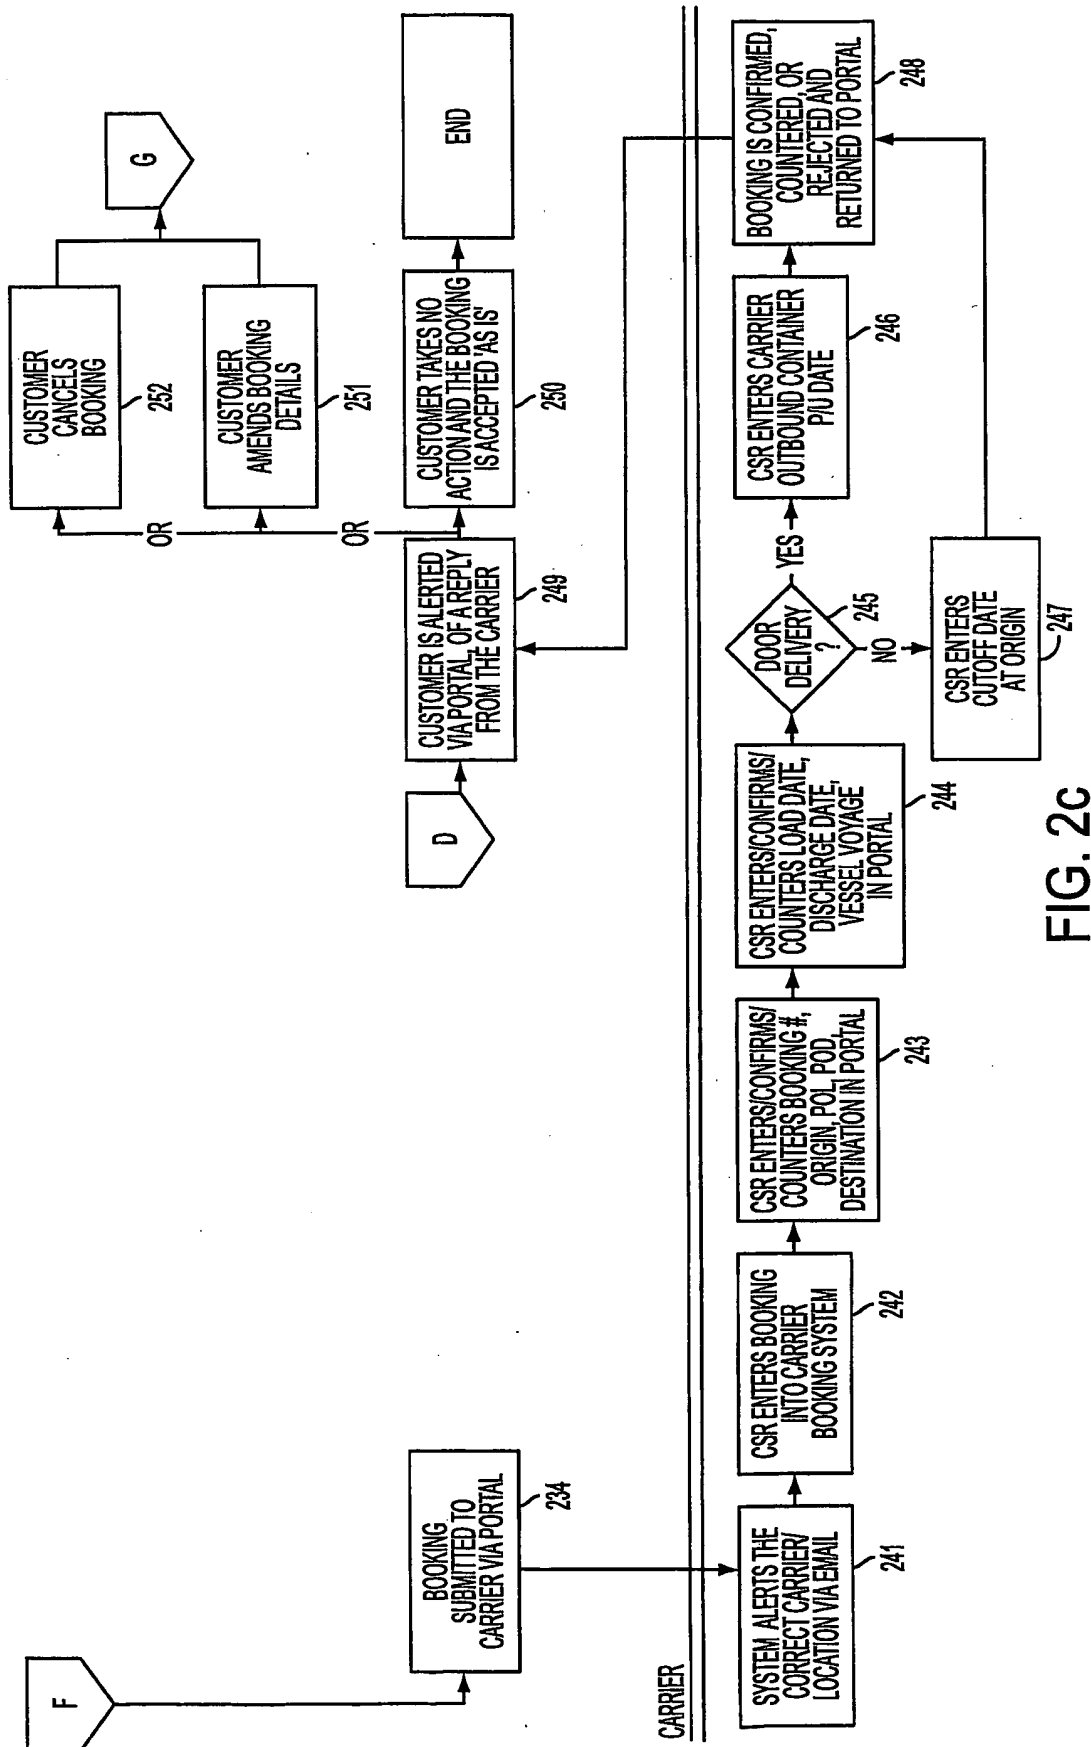 F
BOOKING
SUBMITTED TO
CARRIER VIA PORTAL
234
D
CUSTOMER IS ALERTED
VIA PORTAL, OF A REPLY
FROM THE CARRIER
249
OR
OR
CUSTOMER
CANCELS
BOOKING
252
CUSTOMER
AMENDS BOOKING
DETAILS
251
CUSTOMER TAKES NO
ACTION AND THE BOOKING
IS ACCEPTED 'AS IS'
250
G
END
CARRIER
SYSTEM ALERTS THE
CORRECT CARRIER/
LOCATION VIA EMAIL
241
CSR ENTERS BOOKING
INTO CARRIER
BOOKING SYSTEM
242
CSR ENTERS/CONFIRMS/
COUNTERS BOOKING #,
ORIGIN, POL, POD,
DESTINATION IN PORTAL
243
CSR ENTERS/CONFIRMS/
COUNTERS LOAD DATE,
DISCHARGE DATE,
VESSEL VOYAGE
IN PORTAL
244
DOOR
DELIVERY
?
245
YES
NO
CSR ENTERS CARRIER
OUTBOUND CONTAINER
P/U DATE
246
CSR ENTERS
CUTOFF DATE
AT ORIGIN
247
BOOKING IS CONFIRMED,
COUNTERED, OR
REJECTED AND
RETURNED TO PORTAL
248
FIG. 2c